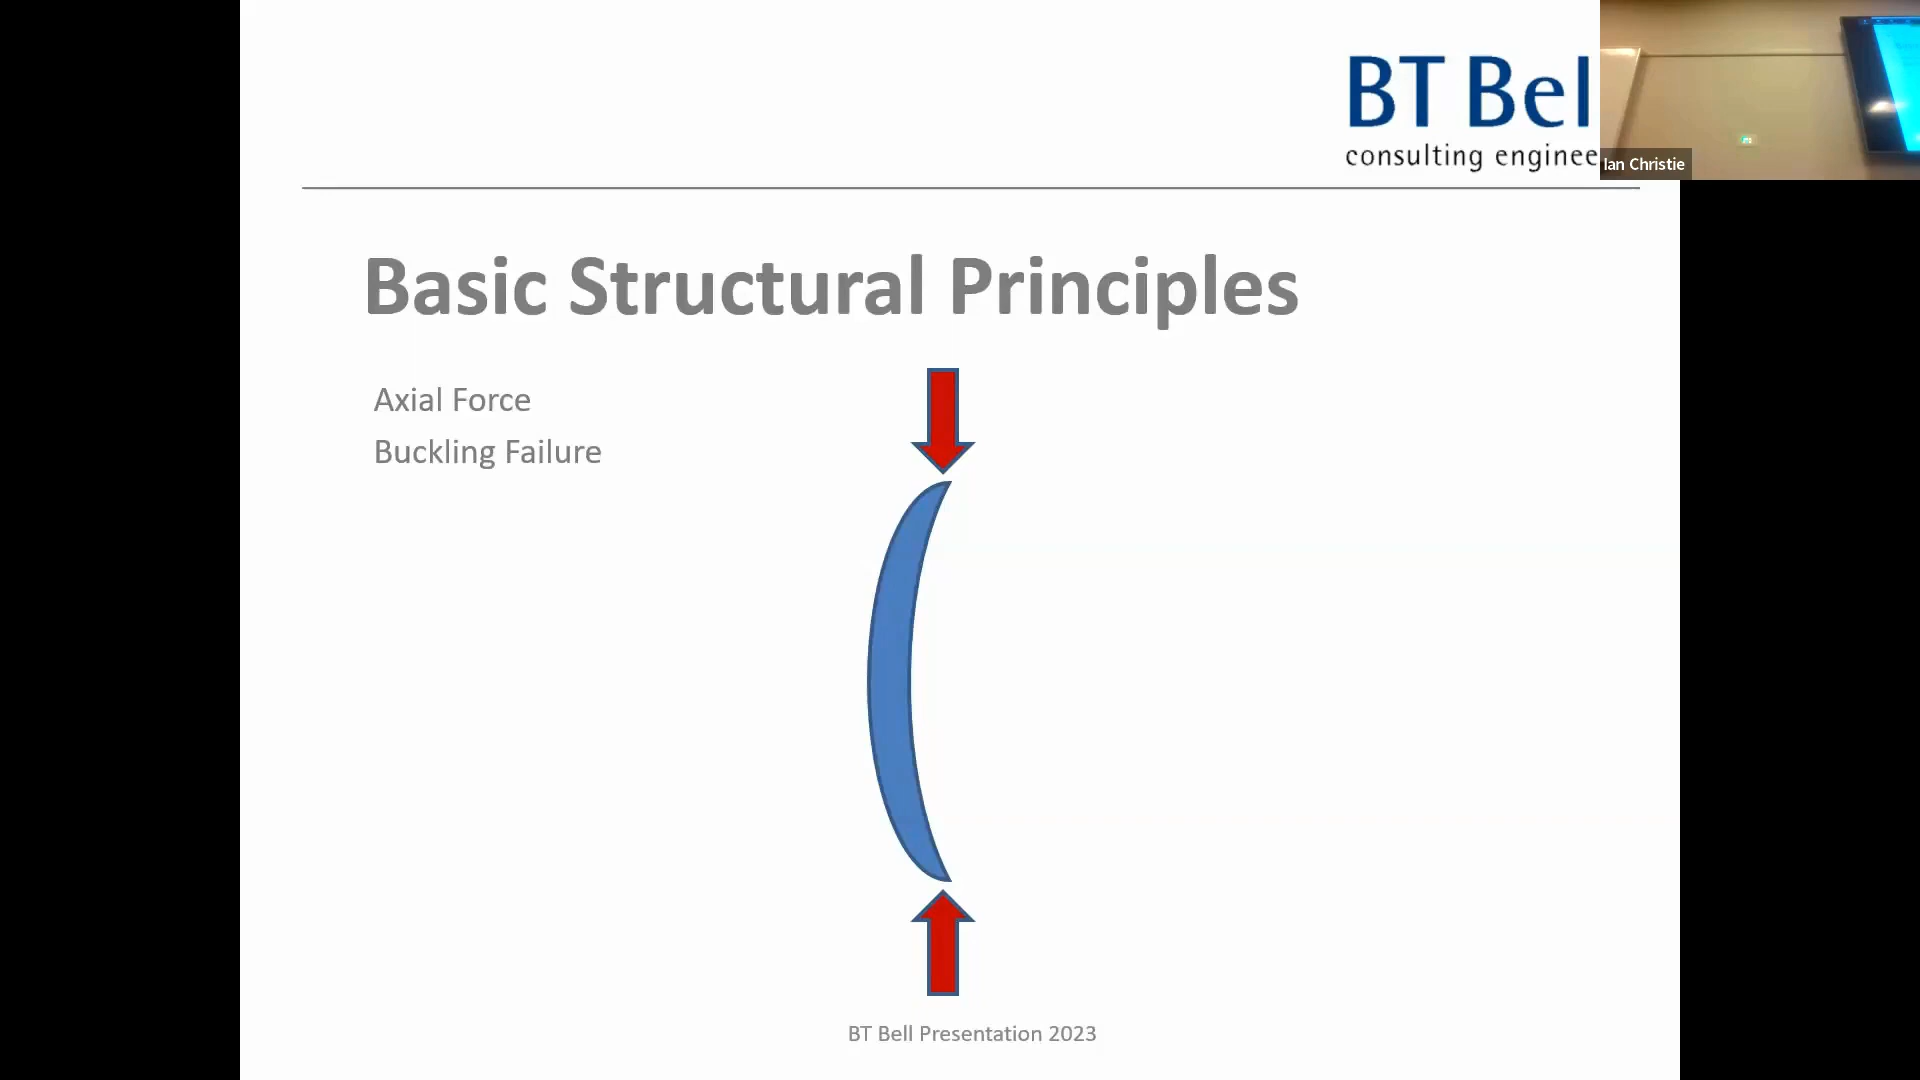 BT Bel
consulting enginee
Ian Christie
Basic Structural Principles
Axial Force
Buckling Failure
BT Bell Presentation 2023